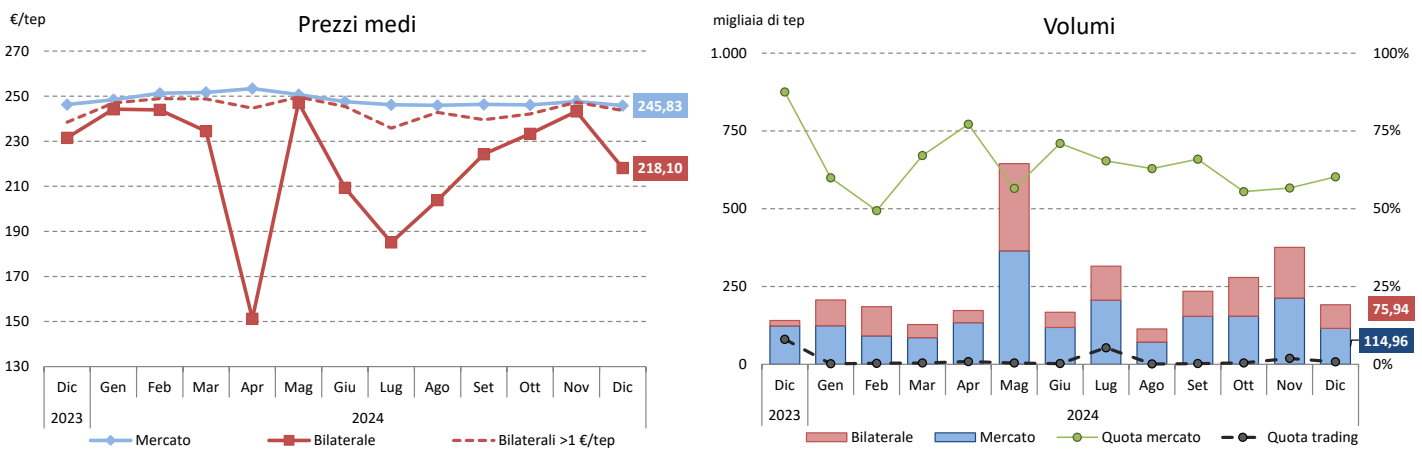 €/tep
Prezzi medi
270
250
230
210
190
170
150
130
245,83
218,10
Dic Gen Feb Mar Apr Mag Giu Lug Ago Set Ott Nov Dic
2023 2024
Mercato Bilaterale Bilaterali >1 €/tep
migliaia di tep
Volumi
1.000 100%
750 75%
500 50%
250 25%
0 0%
75,94
114,96
Dic Gen Feb Mar Apr Mag Giu Lug Ago Set Ott Nov Dic
2023 2024
Bilaterale Mercato Quota mercato Quota trading